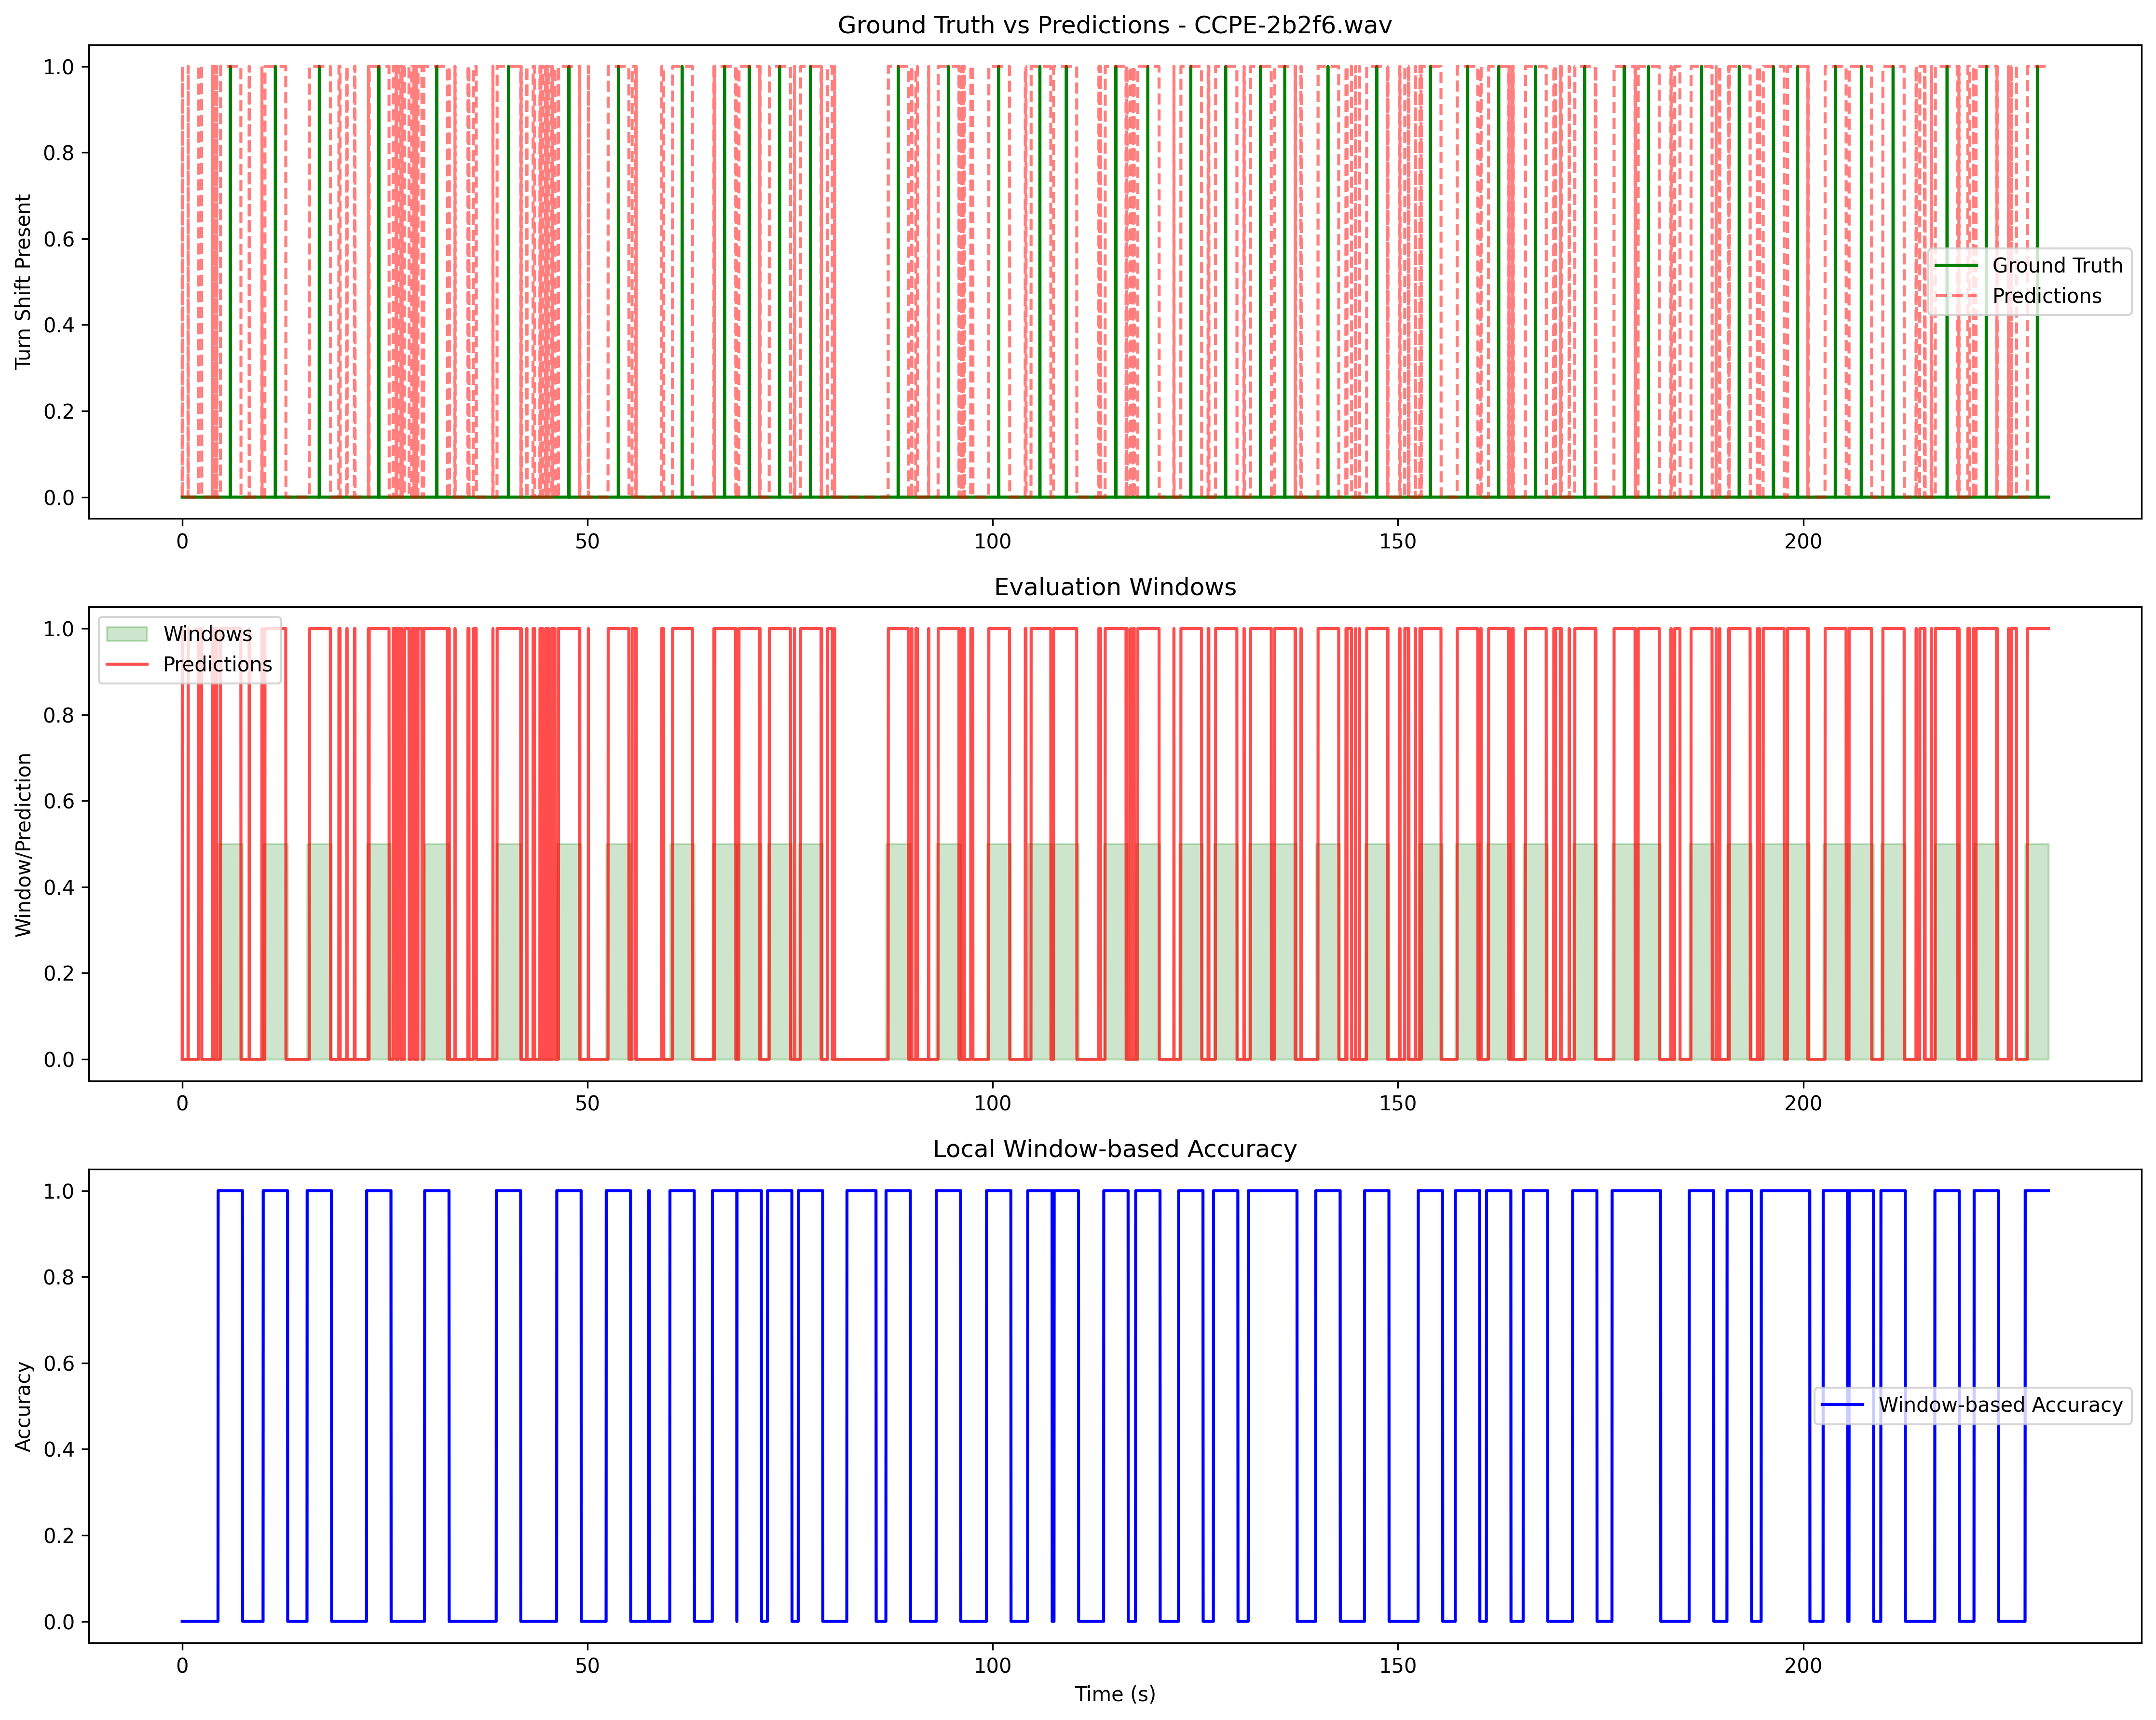 Ground Truth vs Predictions - CCPE-2b2f6.wav
Turn Shift Present
1.0
0.8
0.6
0.4
0.2
0.0
Ground Truth
Predictions
0 50 100 150 200
Evaluation Windows
Window/Prediction
1.0
0.8
0.6
0.4
0.2
0.0
Windows
Predictions
0 50 100 150 200
Local Window-based Accuracy
Accuracy
1.0
0.8
0.6
0.4
0.2
0.0
Window-based Accuracy
0 50 100 150 200
Time (s)